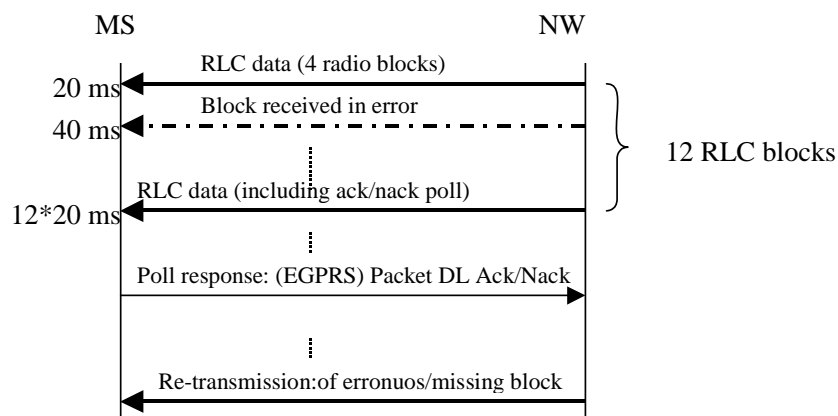 MS NW
RLC data (4 radio blocks)
20 ms
Block received in error
40 ms
12 RLC blocks
RLC data (including ack/nack poll)
12*20 ms
Poll response: (EGPRS) Packet DL Ack/Nack
Re-transmission:of erronuos/missing block